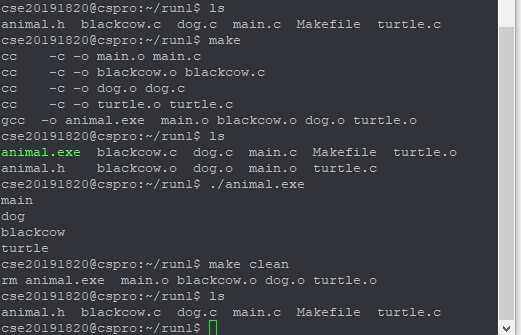 cse20191820@cspro:~/run1$ ls
animal.h  blackcow.c  dog.c  main.c  Makefile  turtle.c
cse20191820@cspro:~/run1$ make
cc    -c -o main.o main.c
cc    -c -o blackcow.o blackcow.c
cc    -c -o dog.o dog.c
cc    -c -o turtle.o turtle.c
gcc  -o animal.exe  main.o blackcow.o dog.o turtle.o
cse20191820@cspro:~/run1$ ls
animal.exe  blackcow.c  dog.c  main.c  Makefile  turtle.o
animal.h    blackcow.o  dog.o  main.o  turtle.c
cse20191820@cspro:~/run1$ ./animal.exe
main
dog
blackcow
turtle
cse20191820@cspro:~/run1$ make clean
rm animal.exe  main.o blackcow.o dog.o turtle.o
cse20191820@cspro:~/run1$ ls
animal.h  blackcow.c  dog.c  main.c  Makefile  turtle.c
cse20191820@cspro:~/run1$